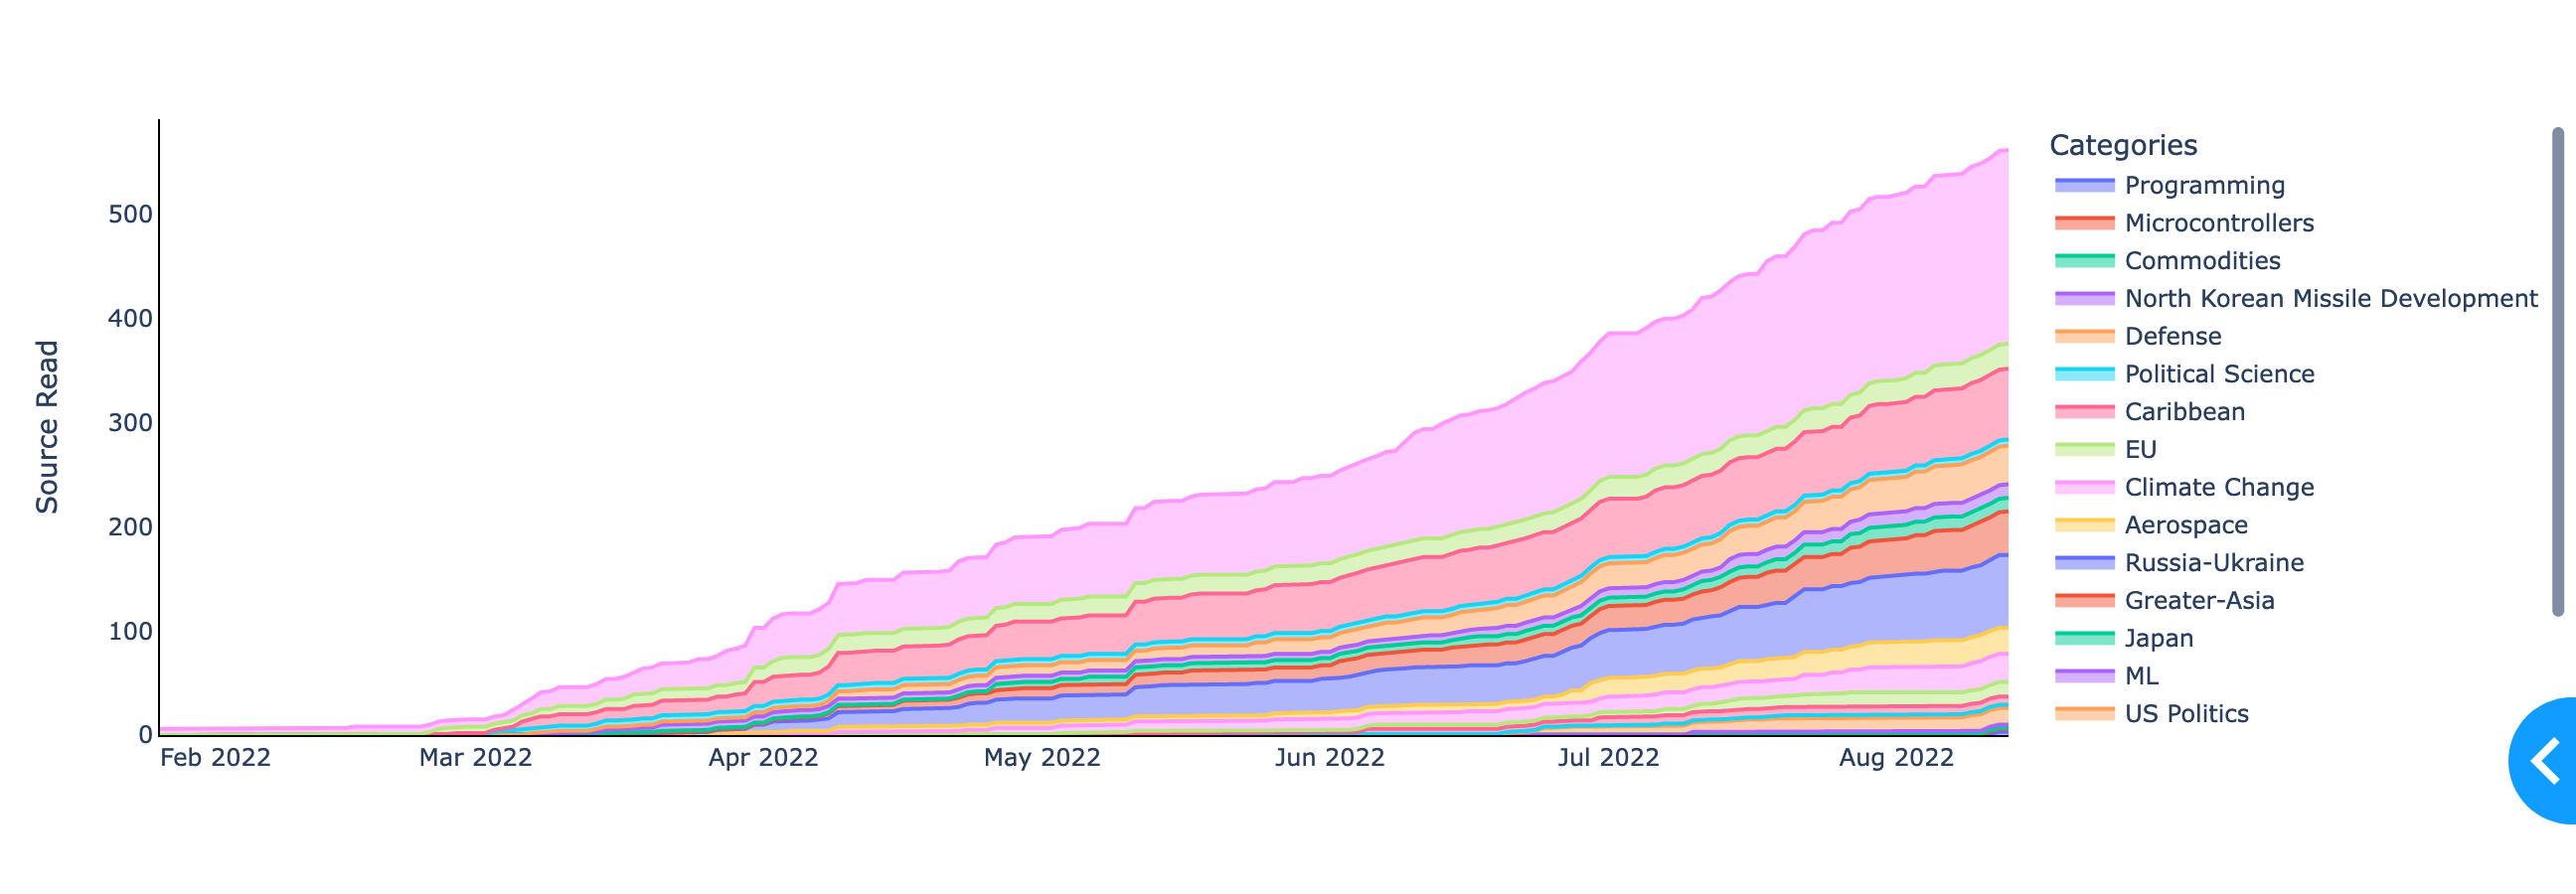 Categories
Programming
Microcontrollers
Commodities
North Korean Missile Development
Defense
Political Science
Caribbean
EU
Climate Change
Aerospace
Russia-Ukraine
Greater-Asia
Japan
ML
US Politics
Source Read
500
400
300
200
100
0
Feb 2022 Mar 2022 Apr 2022 May 2022 Jun 2022 Jul 2022 Aug 2022